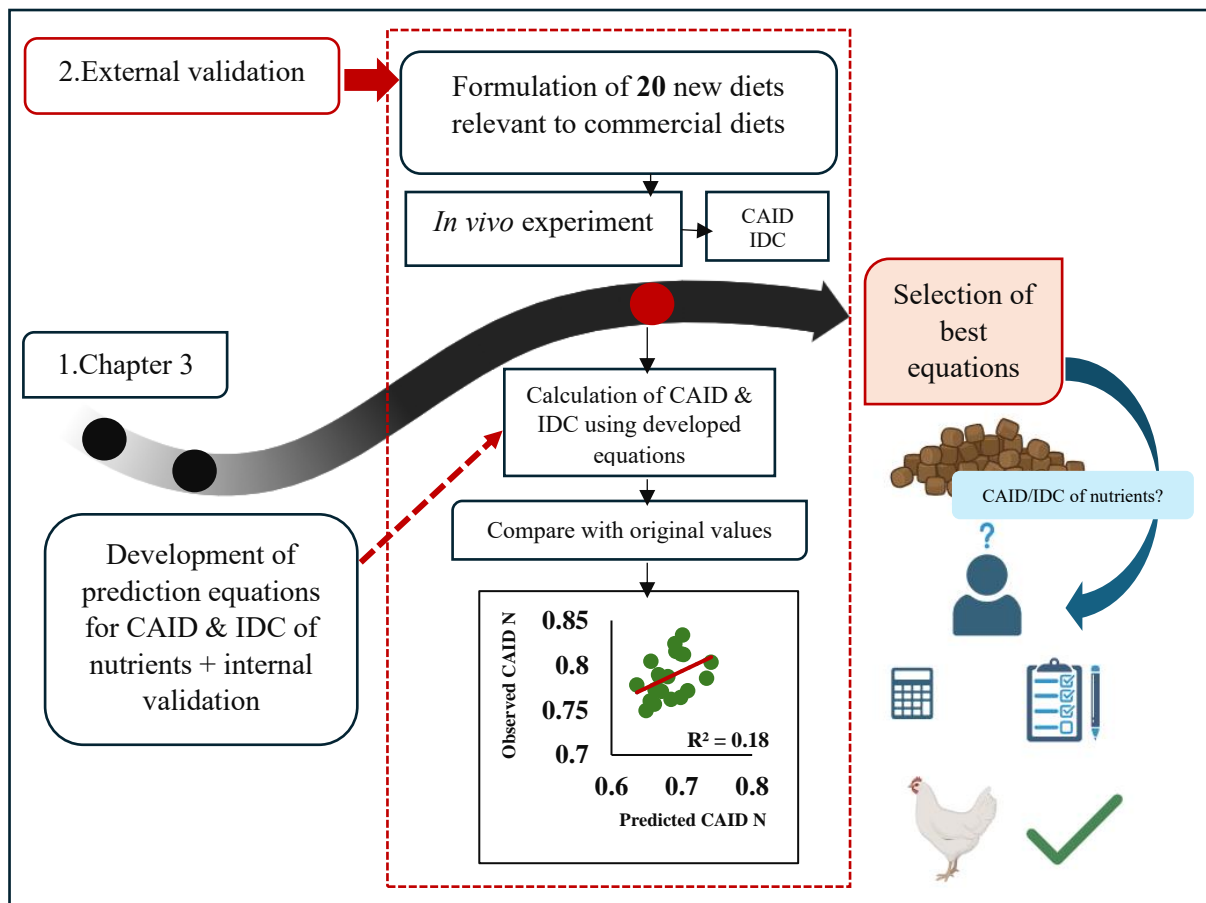 2.External validation
Formulation of 20 new diets
relevant to commercial diets
In vivo experiment
CAID
IDC
1.Chapter 3
Development of
prediction equations
for CAID & IDC of
nutrients + internal
validation
Calculation of CAID &
IDC using developed
equations
Compare with original values
Observed CAID N
0.85
0.8
0.75
0.7
R² = 0.18
0.6 0.7 0.8
Predicted CAID N
Selection of
best
equations
CAID/IDC of nutrients?
?